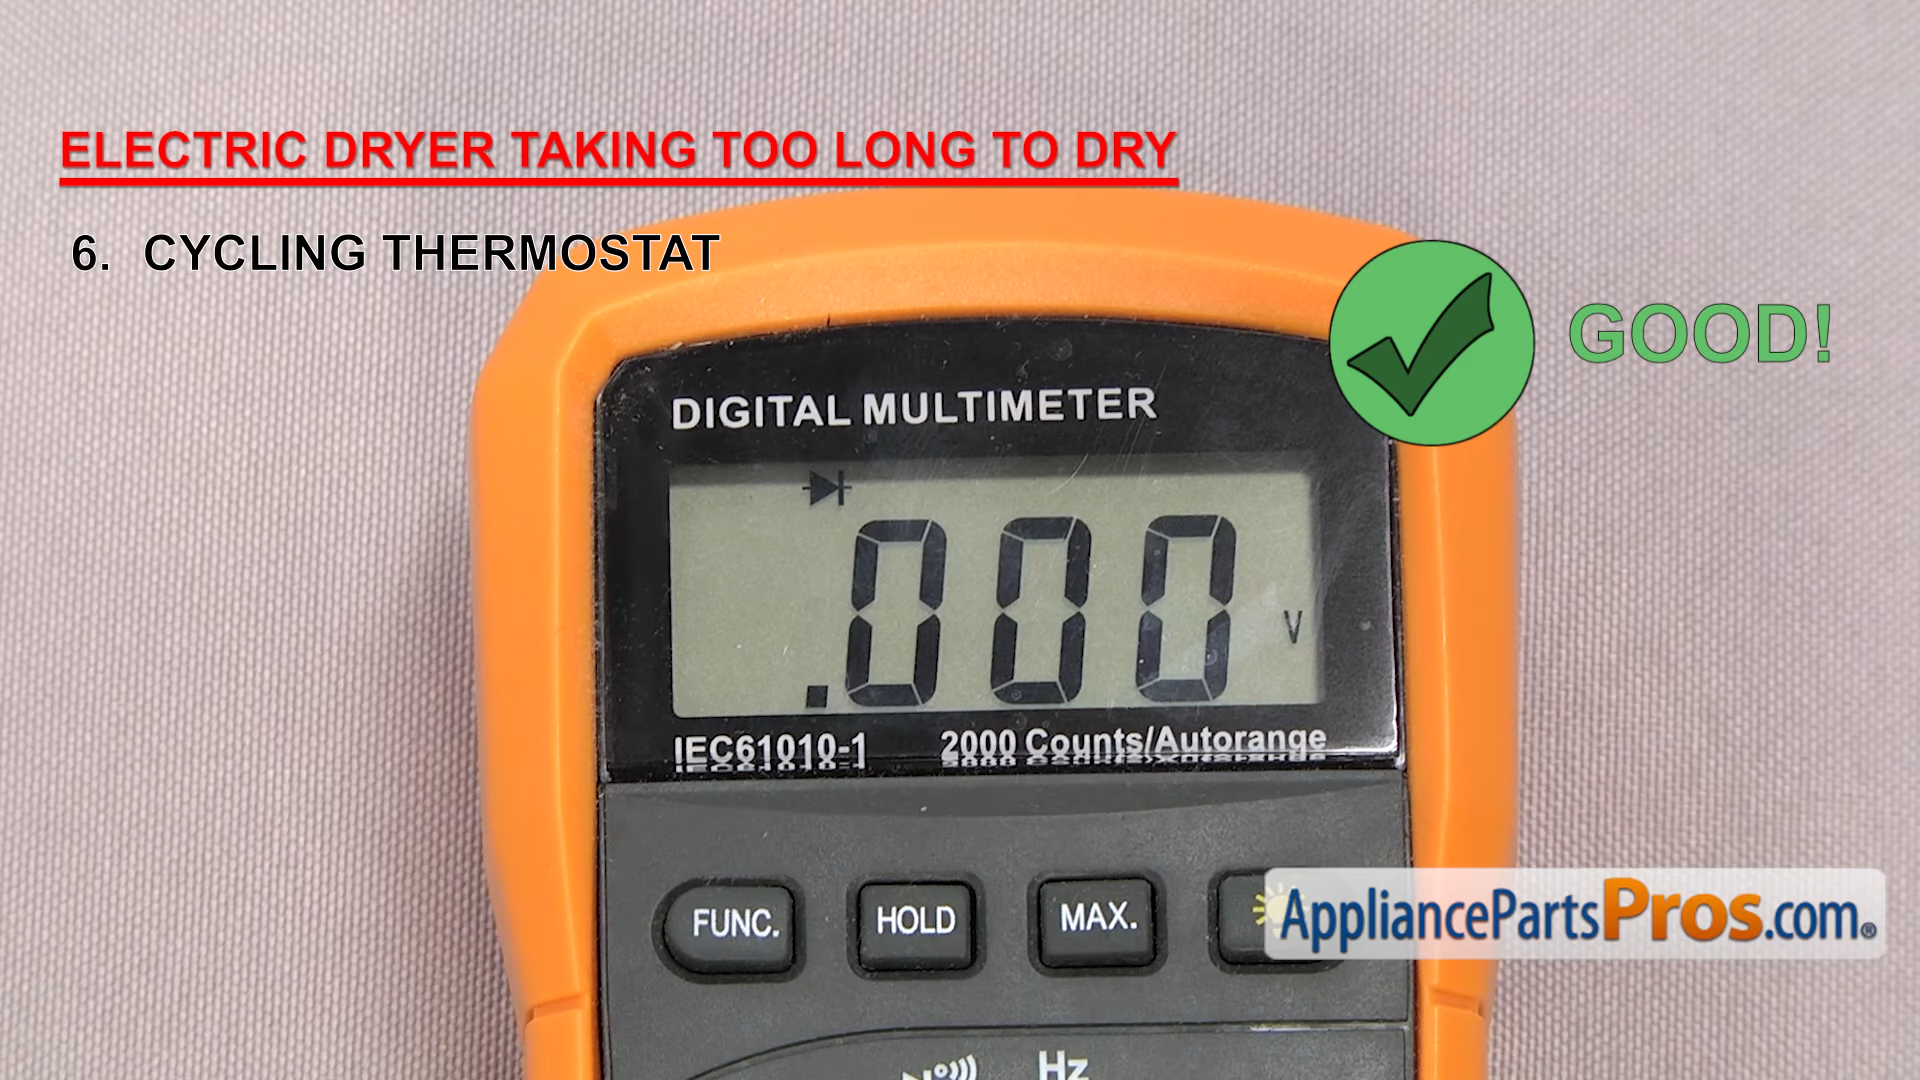 ELECTRIC DRYER TAKING TOO LONG TO DRY
6. CYCLING THERMOSTAT
GOOD!
DIGITAL MULTIMETER
.000 V
IEC61010-1 2000 Counts/Autorange
FUNC. HOLD MAX.
AppliancePartsPros.com®
Hz